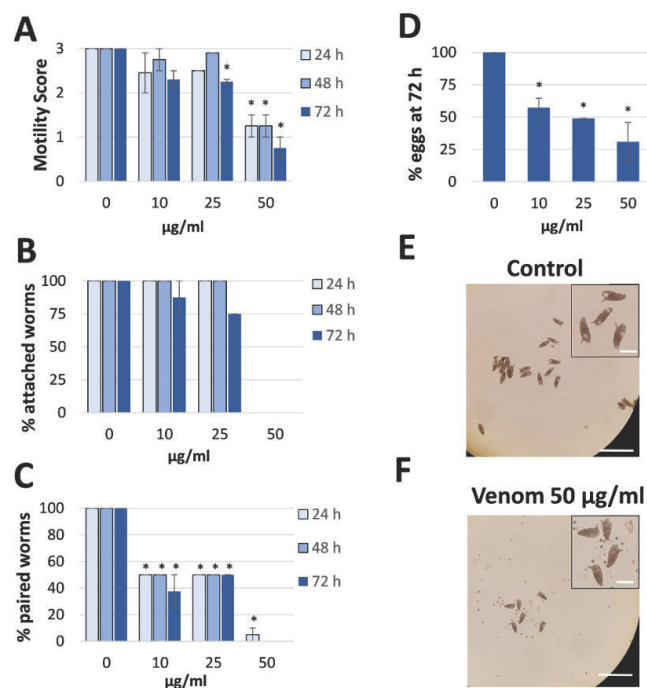 A
Motility Score
3
2
1
0
* * * *
0 10 25 50
µg/ml
24 h
48 h
72 h
B
% attached worms
100
75
50
25
0
0 10 25 50
µg/ml
24 h
48 h
72 h
C
% paired worms
100
80
60
40
20
0
* * * * * * *
0 10 25 50
µg/ml
24 h
48 h
72 h
D
% eggs at 72 h
100
75
50
25
0
* * *
0 10 25 50
µg/ml
E
Control
F
Venom 50 µg/ml